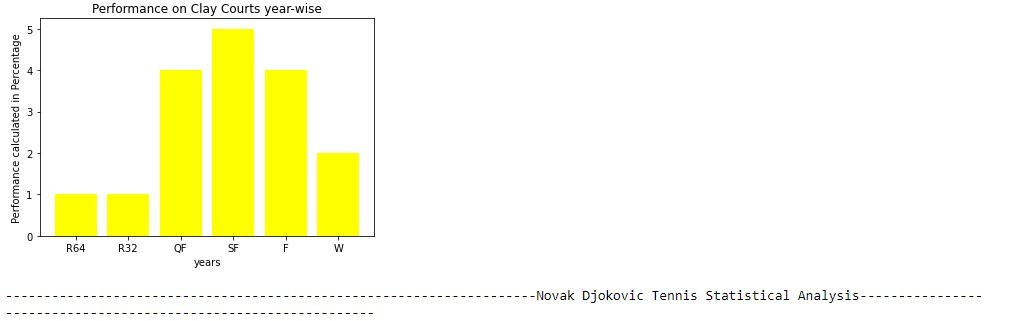 Performance on Clay Courts year-wise
Performance calculated in Percentage
5
4
3
2
1
0
R64 R32 QF SF F W
years
---------------------------------------------------------------------Novak Djokovic Tennis Statistical Analysis----------------
------------------------------------------------